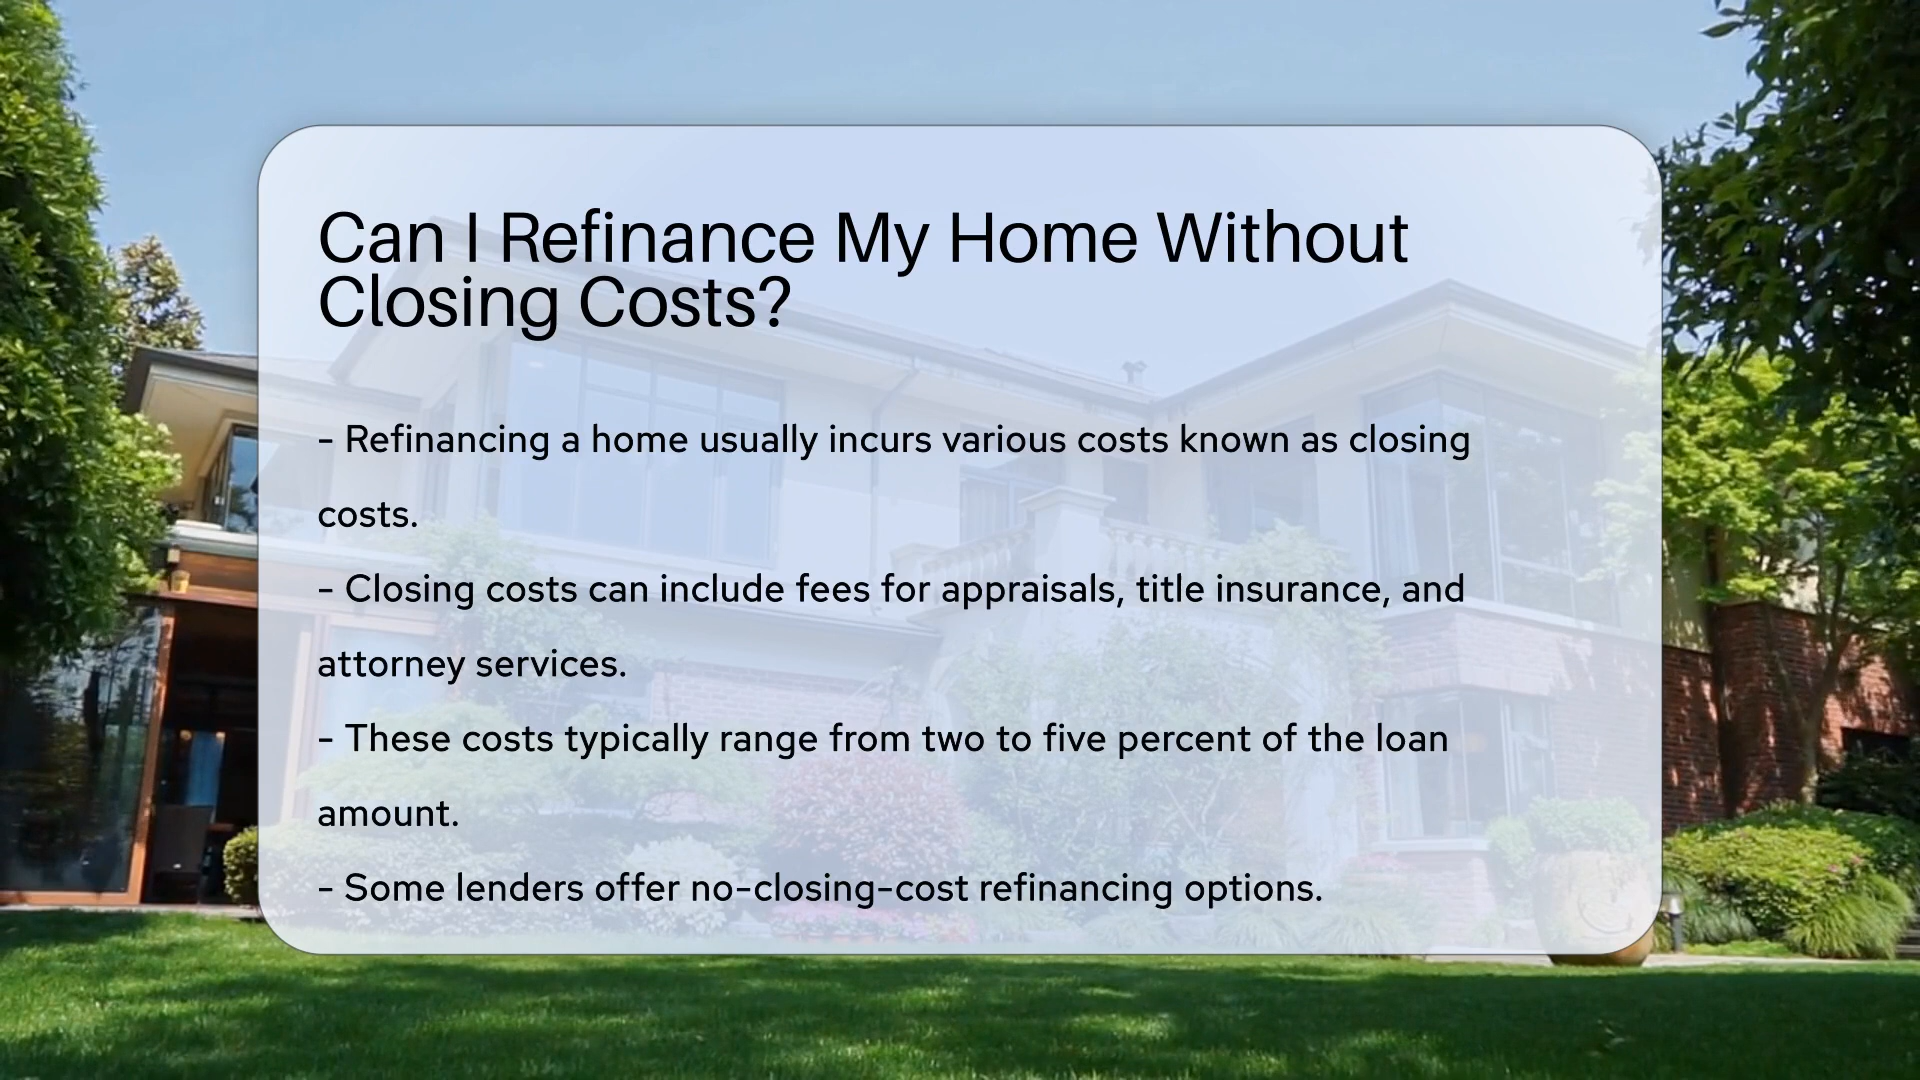 Can I Refinance My Home Without
Closing Costs?
- Refinancing a home usually incurs various costs known as closing
costs.
- Closing costs can include fees for appraisals, title insurance, and
attorney services.
- These costs typically range from two to five percent of the loan
amount.
- Some lenders offer no-closing-cost refinancing options.